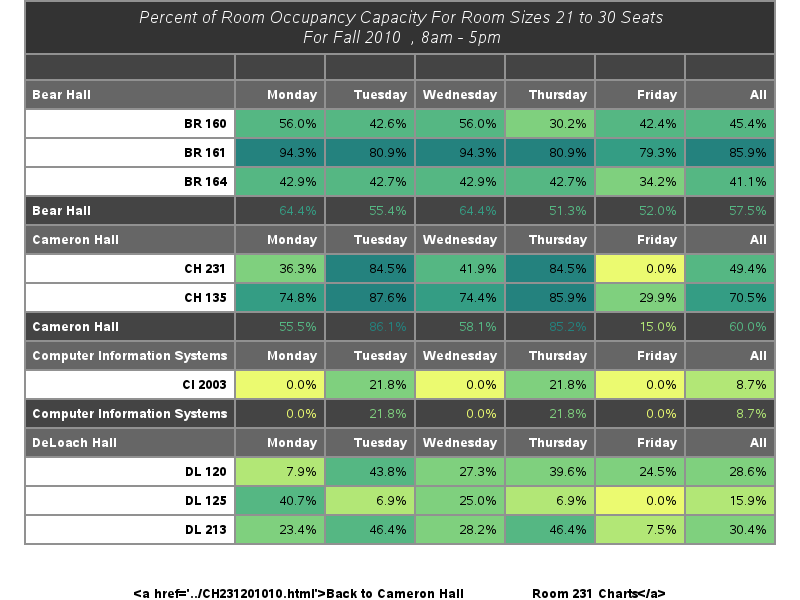 Percent of Room Occupancy Capacity For Room Sizes 21 to 30 Seats
For Fall 2010 , 8am - 5pm
Bear Hall Monday Tuesday Wednesday Thursday Friday All
BR 160 56.0% 42.6% 56.0% 30.2% 42.4% 45.4%
BR 161 94.3% 80.9% 94.3% 80.9% 79.3% 85.9%
BR 164 42.9% 42.7% 42.9% 42.7% 34.2% 41.1%
Bear Hall 64.4% 55.4% 64.4% 51.3% 52.0% 57.5%
Cameron Hall Monday Tuesday Wednesday Thursday Friday All
CH 231 36.3% 84.5% 41.9% 84.5% 0.0% 49.4%
CH 135 74.8% 87.6% 74.4% 85.9% 29.9% 70.5%
Cameron Hall 55.5% 86.1% 58.1% 85.2% 15.0% 60.0%
Computer Information Systems Monday Tuesday Wednesday Thursday Friday All
CI 2003 0.0% 21.8% 0.0% 21.8% 0.0% 8.7%
Computer Information Systems 0.0% 21.8% 0.0% 21.8% 0.0% 8.7%
DeLoach Hall Monday Tuesday Wednesday Thursday Friday All
DL 120 7.9% 43.8% 27.3% 39.6% 24.5% 28.6%
DL 125 40.7% 6.9% 25.0% 6.9% 0.0% 15.9%
DL 213 23.4% 46.4% 28.2% 46.4% 7.5% 30.4%
<a href='../CH231201010.html'>Back to Cameron Hall Room 231 Charts</a>